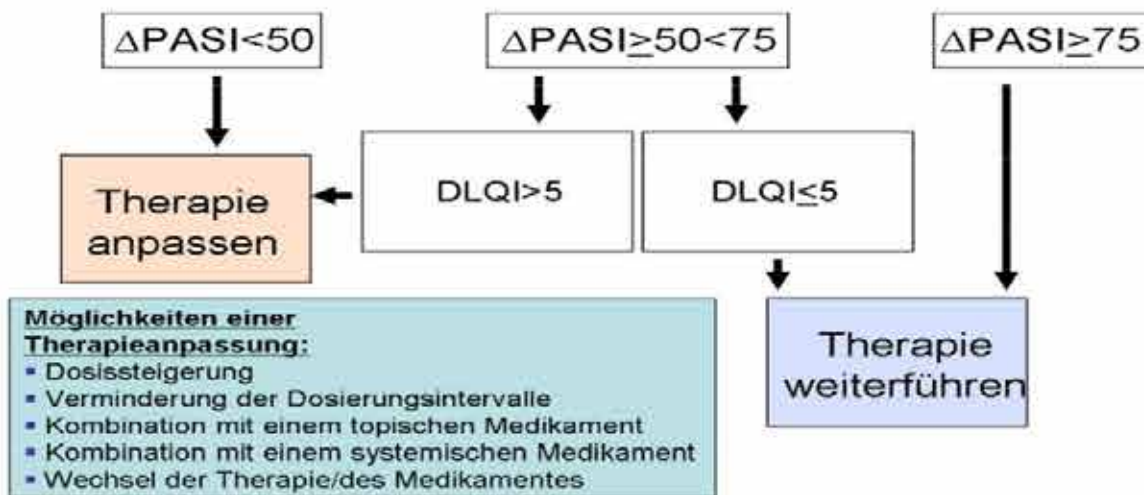 ΔPASI<50
ΔPASI≥50<75
ΔPASI≥75
Therapie
anpassen
DLQI>5
DLQI≤5
Möglichkeiten einer
Therapieanpassung:
▪ Dosissteigerung
▪ Verminderung der Dosierungsintervalle
▪ Kombination mit einem topischen Medikament
▪ Kombination mit einem systemischen Medikament
▪ Wechsel der Therapie/des Medikamentes
Therapie
weiterführen